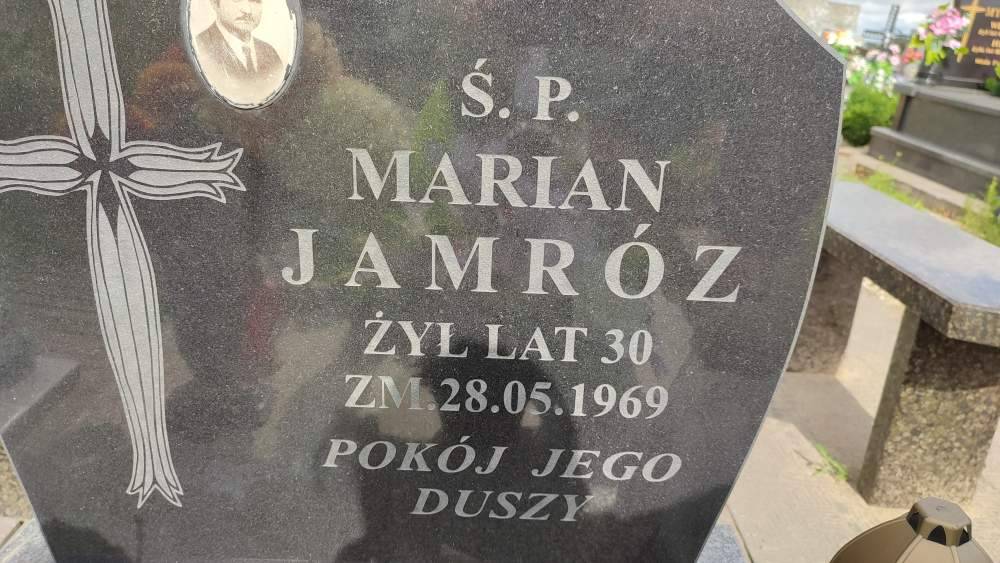 Ś. P.
MARIAN
JAMRÓZ
ŻYŁ LAT 30
ZM.28.05.1969
POKÓJ JEGO
DUSZY